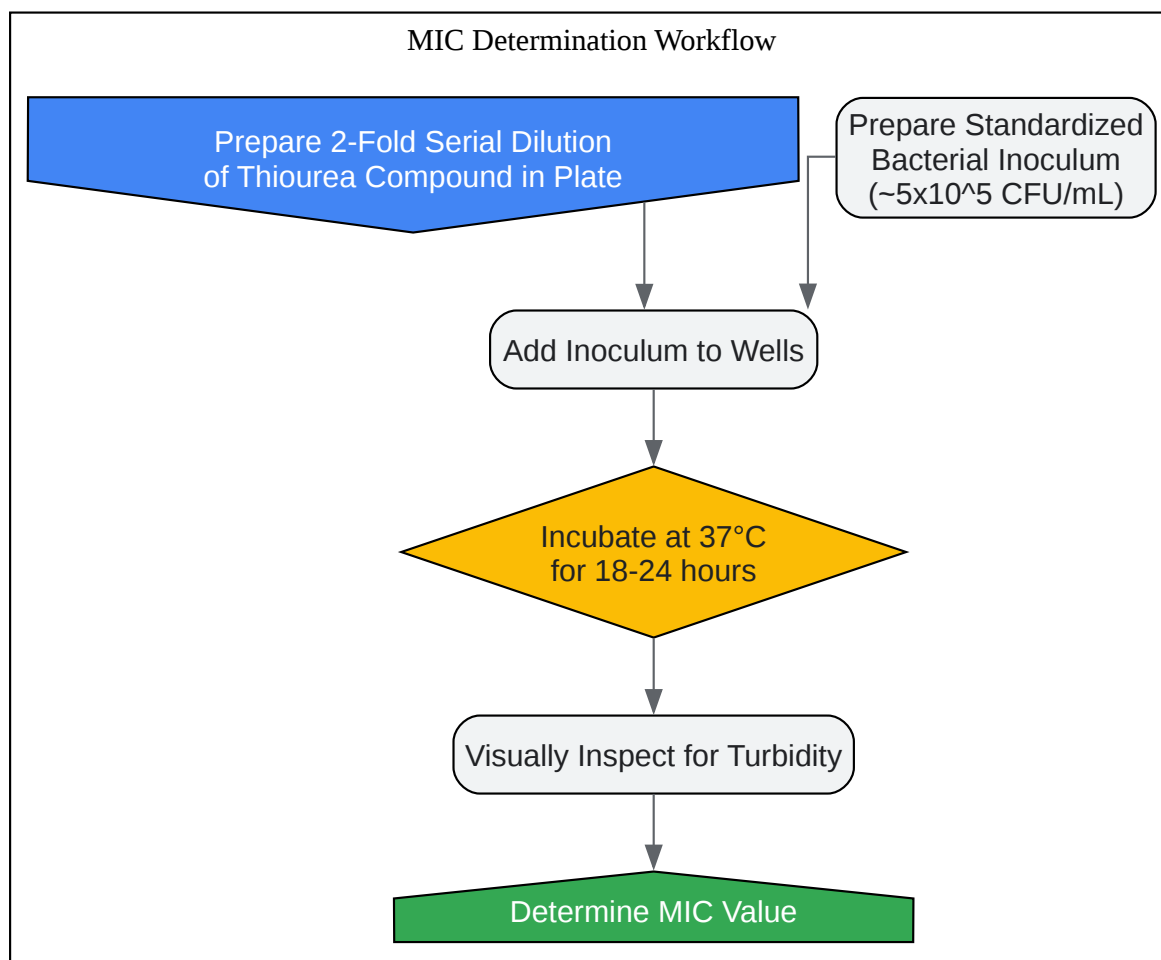 MIC Determination Workflow
Prepare 2-Fold Serial Dilution
of Thiourea Compound in Plate
Prepare Standardized
Bacterial Inoculum
(~5x10^5 CFU/mL)
Add Inoculum to Wells
Incubate at 37°C
for 18-24 hours
Visually Inspect for Turbidity
Determine MIC Value